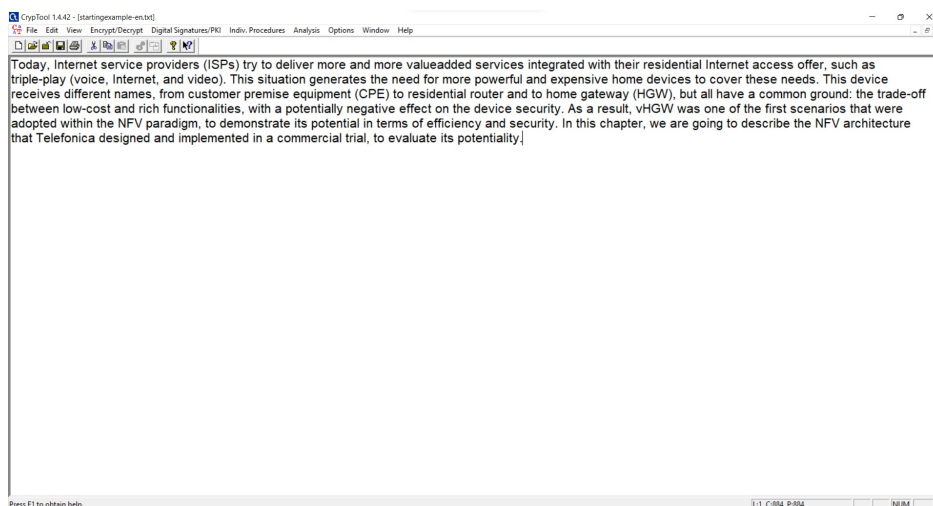 CrypTool 1.4.42 - [startingexample-en.txt]
File Edit View Encrypt/Decrypt Digital Signatures/PKI Indiv. Procedures Analysis Options Window Help
Today, Internet service providers (ISPs) try to deliver more and more valueadded services integrated with their residential Internet access offer, such as
triple-play (voice, Internet, and video). This situation generates the need for more powerful and expensive home devices to cover these needs. This device
receives different names, from customer premise equipment (CPE) to residential router and to home gateway (HGW), but all have a common ground: the trade-off
between low-cost and rich functionalities, with a potentially negative effect on the device security. As a result, vHGW was one of the first scenarios that were
adopted within the NFV paradigm, to demonstrate its potential in terms of efficiency and security. In this chapter, we are going to describe the NFV architecture
that Telefonica designed and implemented in a commercial trial, to evaluate its potentiality.
Press F1 to obtain help. L:1 C:884 P:884 NUM